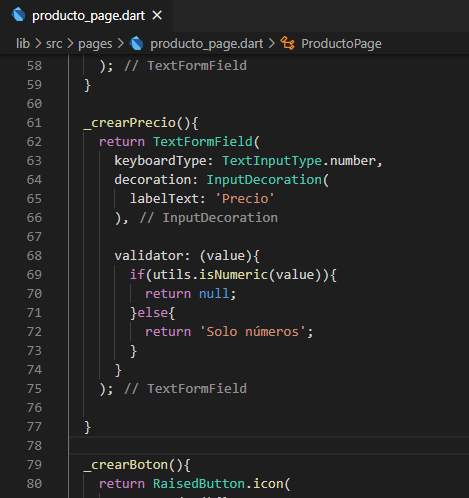 producto_page.dart ×
lib > src > pages > producto_page.dart > ProductoPage
58 ); // TextFormField
59 }
60
61 _crearPrecio(){
62 return TextFormField(
63 keyboardType: TextInputType.number,
64 decoration: InputDecoration(
65 labelText: 'Precio'
66 ), // InputDecoration
67
68 validator: (value){
69 if(utils.isNumeric(value)){
70 return null;
71 }else{
72 return 'Solo números';
73 }
74 }
75 ); // TextFormField
76
77 }
78
79 _crearBoton(){
80 return RaisedButton.icon(